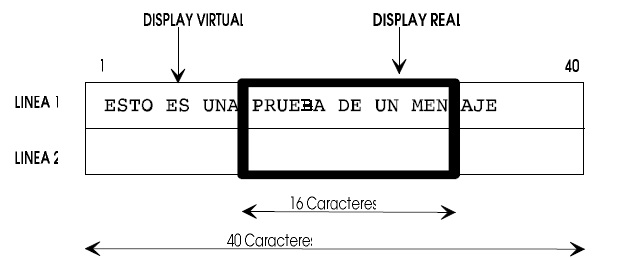 DISPLAY VIRTUAL DISPLAY REAL
1 40
LINEA 1 ESTO ES UNA PRUEBA DE UN MENSAJE
LINEA 2
16 Caracteres
40 Caracteres